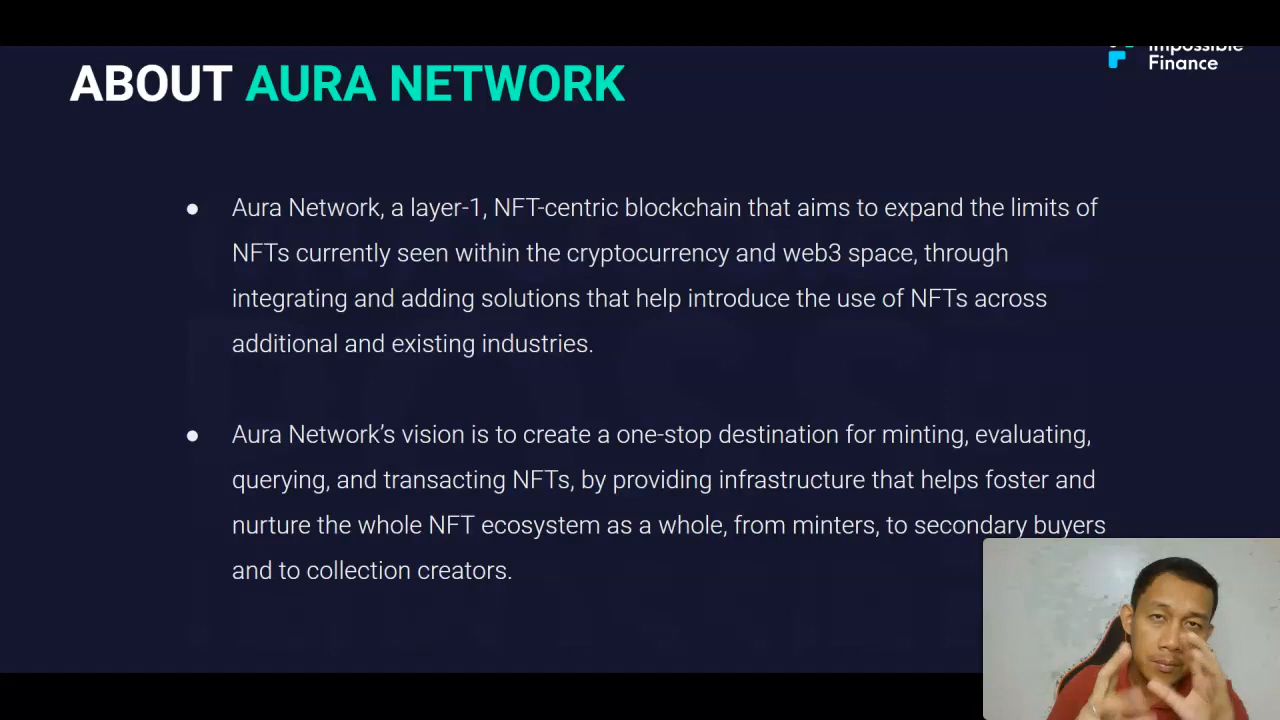 Impossible
Finance
ABOUT AURA NETWORK
● Aura Network, a layer-1, NFT-centric blockchain that aims to expand the limits of
NFTs currently seen within the cryptocurrency and web3 space, through
integrating and adding solutions that help introduce the use of NFTs across
additional and existing industries.
● Aura Network’s vision is to create a one-stop destination for minting, evaluating,
querying, and transacting NFTs, by providing infrastructure that helps foster and
nurture the whole NFT ecosystem as a whole, from minters, to secondary buyers
and to collection creators.